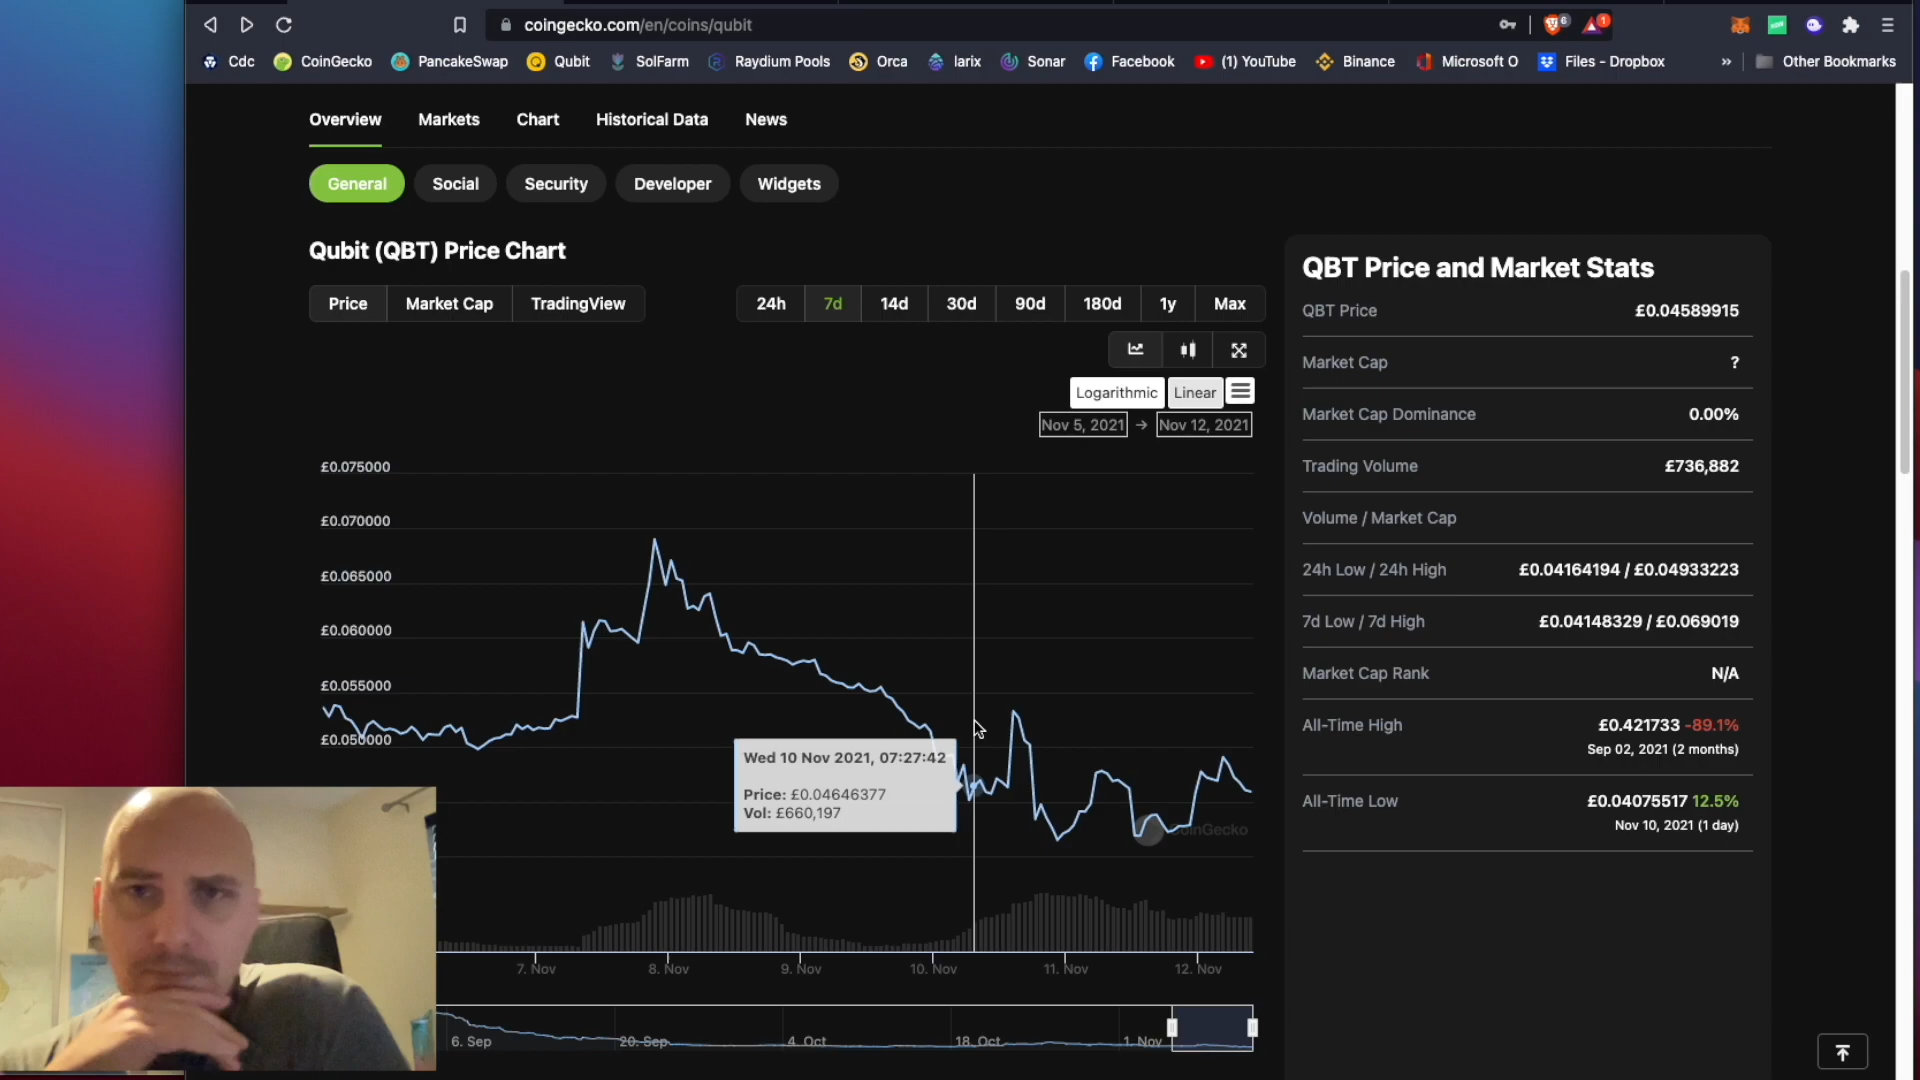 coingecko.com/en/coins/qubit
6
1
Cdc CoinGecko PancakeSwap Qubit SolFarm Raydium Pools Orca larix Sonar Facebook (1) YouTube Binance Microsoft O Files - Dropbox » Other Bookmarks
Overview Markets Chart Historical Data News
General Social Security Developer Widgets
Qubit (QBT) Price Chart
Price Market Cap TradingView
24h 7d 14d 30d 90d 180d 1y Max
Logarithmic Linear
Nov 5, 2021 → Nov 12, 2021
£0.075000
£0.070000
£0.065000
£0.060000
£0.055000
£0.050000
Wed 10 Nov 2021, 07:27:42
Price: £0.04646377
Vol: £660,197
CoinGecko
7. Nov 8. Nov 9. Nov 10. Nov 11. Nov 12. Nov
6. Sep 20. Sep 4. Oct 18. Oct 1. Nov
QBT Price and Market Stats
QBT Price £0.04589915
Market Cap ?
Market Cap Dominance 0.00%
Trading Volume £736,882
Volume / Market Cap
24h Low / 24h High £0.04164194 / £0.04933223
7d Low / 7d High £0.04148329 / £0.069019
Market Cap Rank N/A
All-Time High £0.421733 -89.1%
Sep 02, 2021 (2 months)
All-Time Low £0.04075517 12.5%
Nov 10, 2021 (1 day)